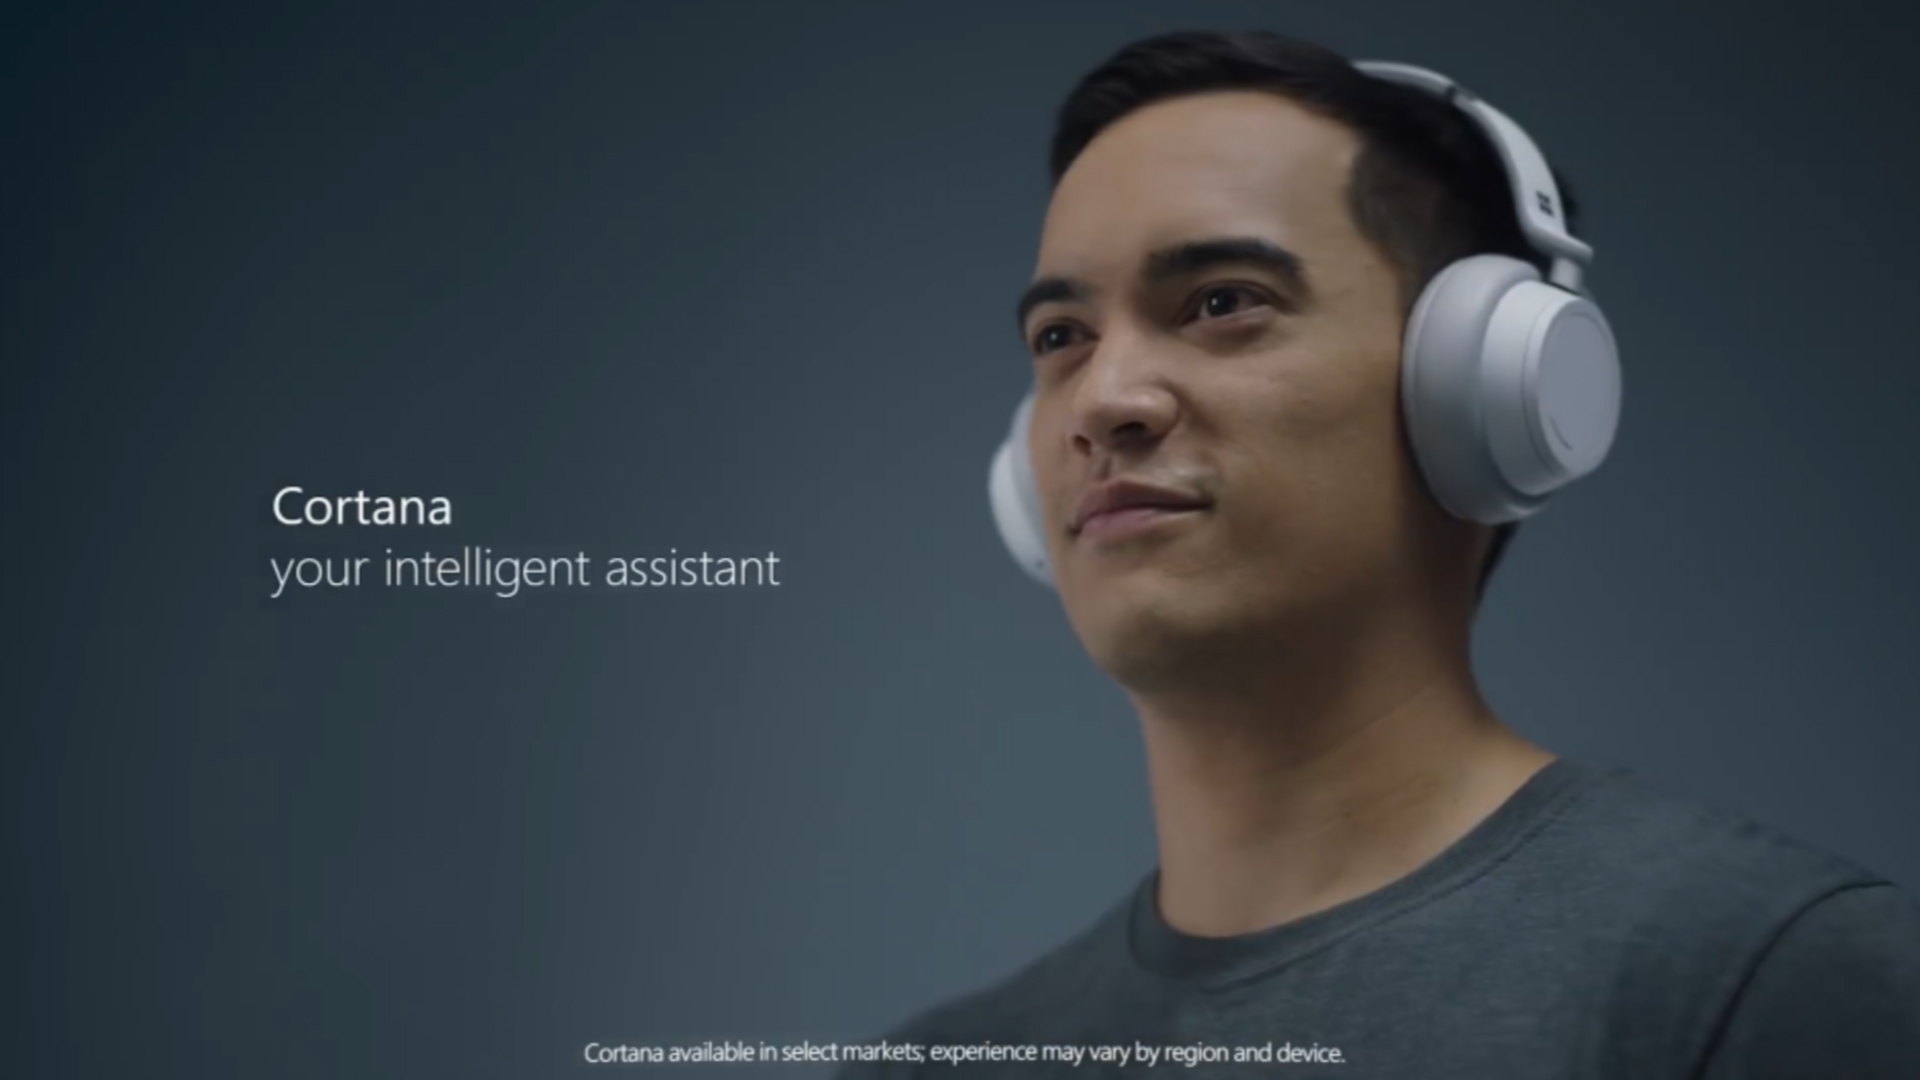 Cortana
your intelligent assistant
Cortana available in select markets; experience may vary by region and device.